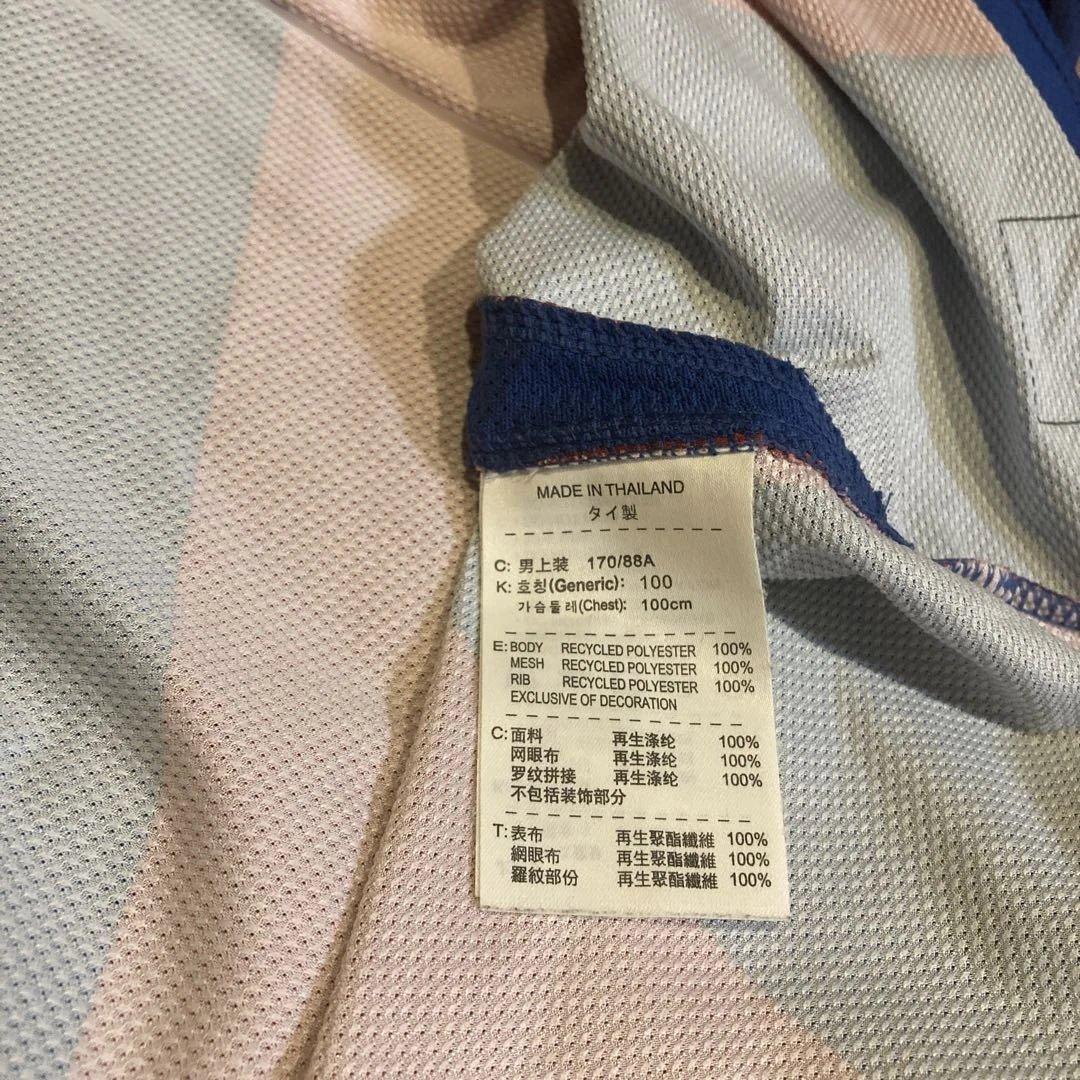 MADE IN THAILAND
タイ製
C: 男上装 170/88A
K: 호칭(Generic): 100
가슴둘레(Chest): 100cm
E: BODY RECYCLED POLYESTER 100%
MESH RECYCLED POLYESTER 100%
RIB RECYCLED POLYESTER 100%
EXCLUSIVE OF DECORATION
C: 面料 再生涤纶 100%
网眼布 再生涤纶 100%
罗纹拼接 再生涤纶 100%
不包括装饰部分
T: 表布 再生聚酯纖維 100%
網眼布 再生聚酯纖維 100%
羅紋部份 再生聚酯纖維 100%